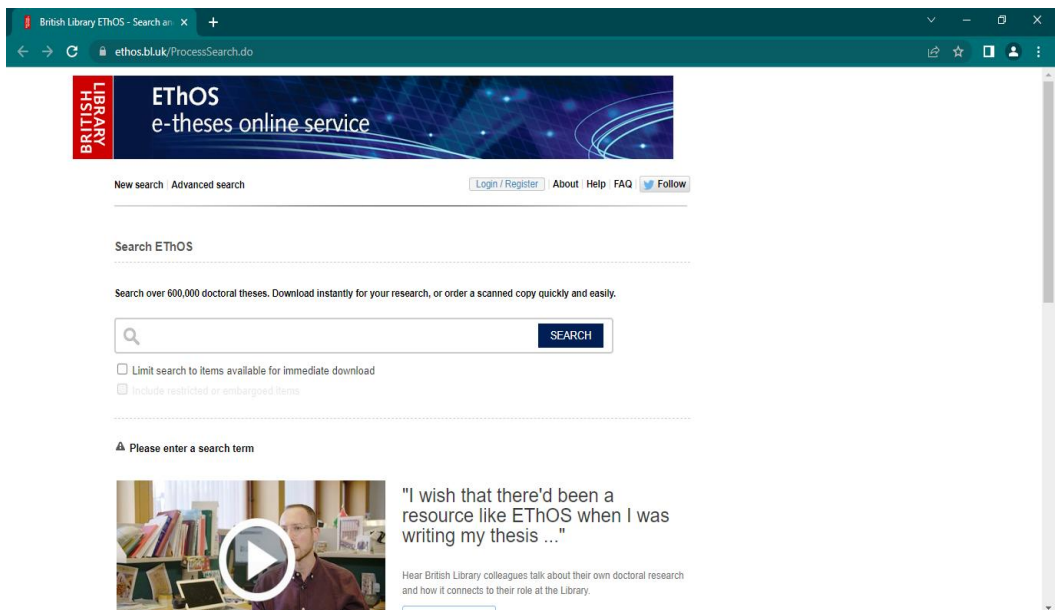 British Library EThOS - Search an
ethos.bl.uk/ProcessSearch.do
BRITISH
LIBRARY
EThOS
e-theses online service
New search Advanced search Login / Register About Help FAQ Follow
Search EThOS
Search over 600,000 doctoral theses. Download instantly for your research, or order a scanned copy quickly and easily.
SEARCH
Limit search to items available for immediate download
Include restricted or embargoed items
Please enter a search term
"I wish that there'd been a
resource like EThOS when I was
writing my thesis ..."
Hear British Library colleagues talk about their own doctoral research
and how it connects to their role at the Library.